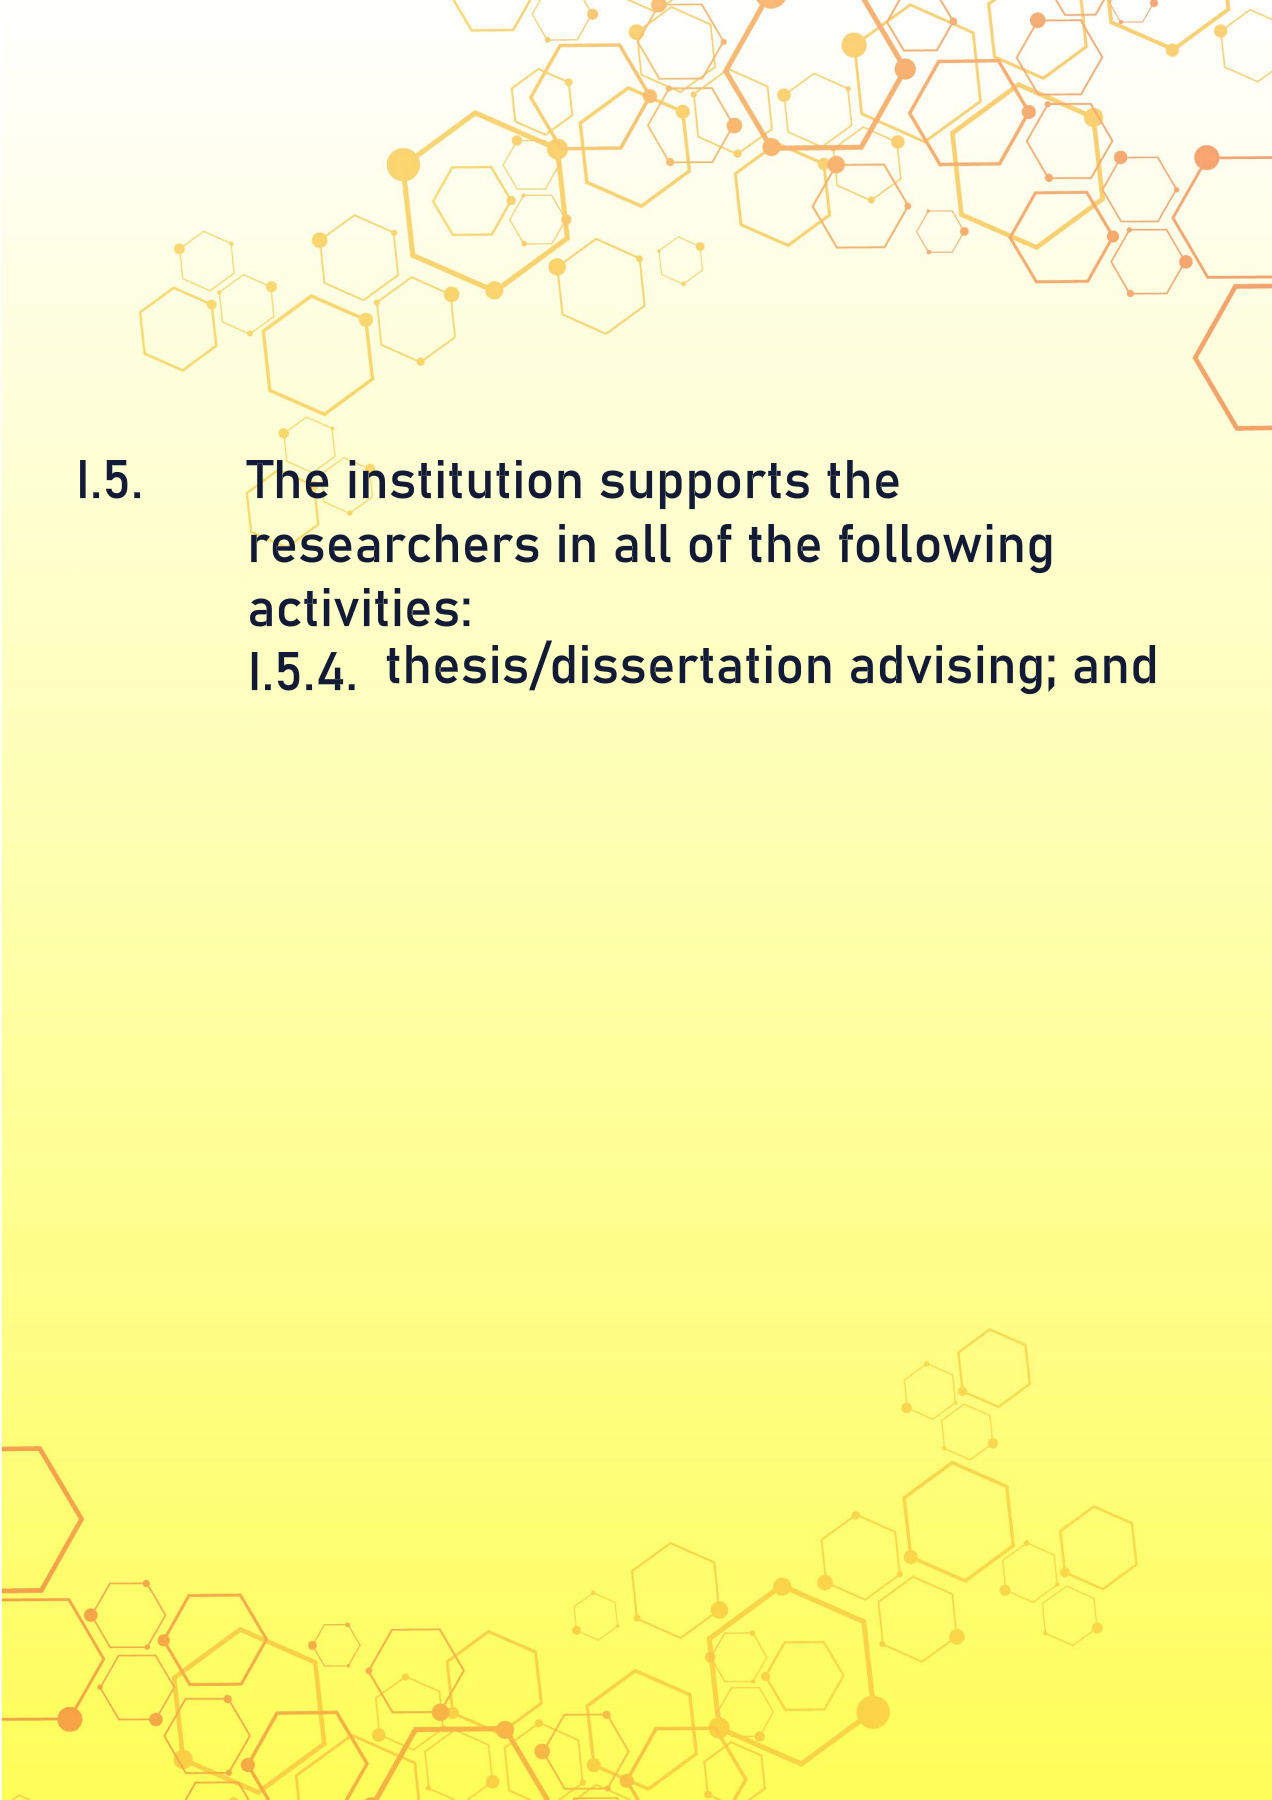 I.5. The institution supports the
researchers in all of the following
activities:
I.5.4. thesis/dissertation advising; and